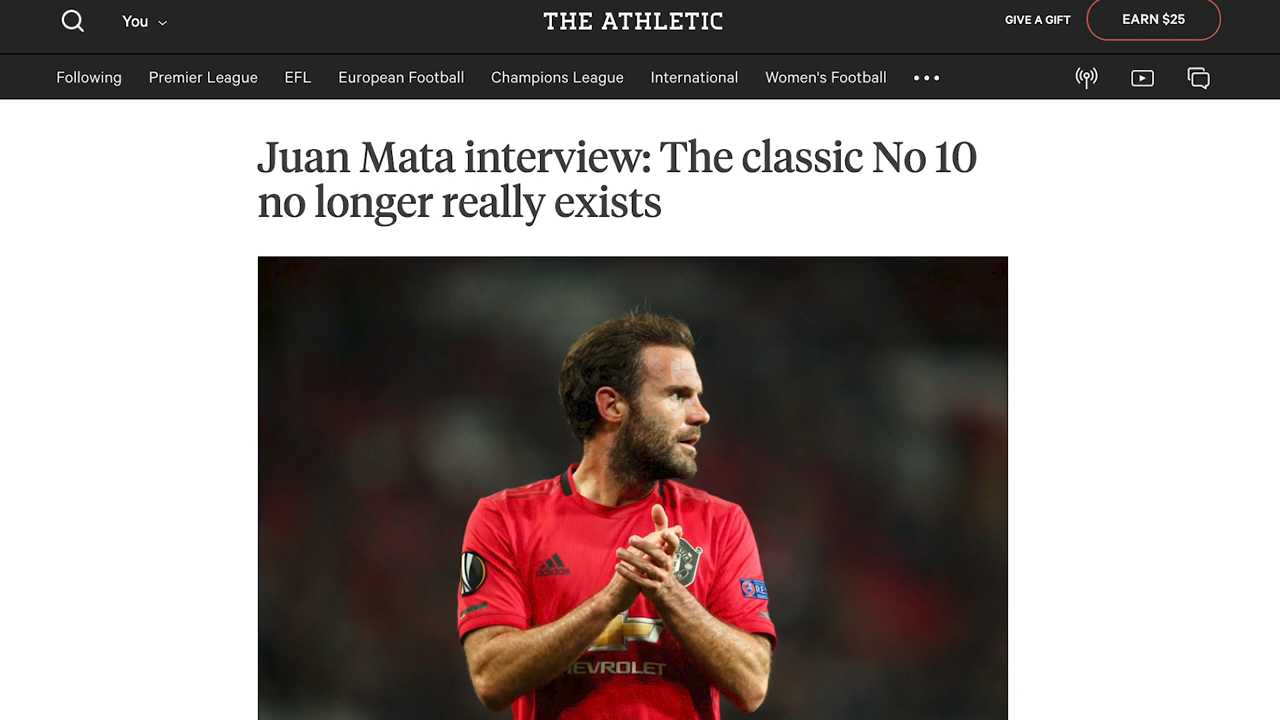 You
THE ATHLETIC
GIVE A GIFT
EARN $25
Following
Premier League
EFL
European Football
Champions League
International
Women's Football
Juan Mata interview: The classic No 10
no longer really exists
adidas
HEVROLET
RE